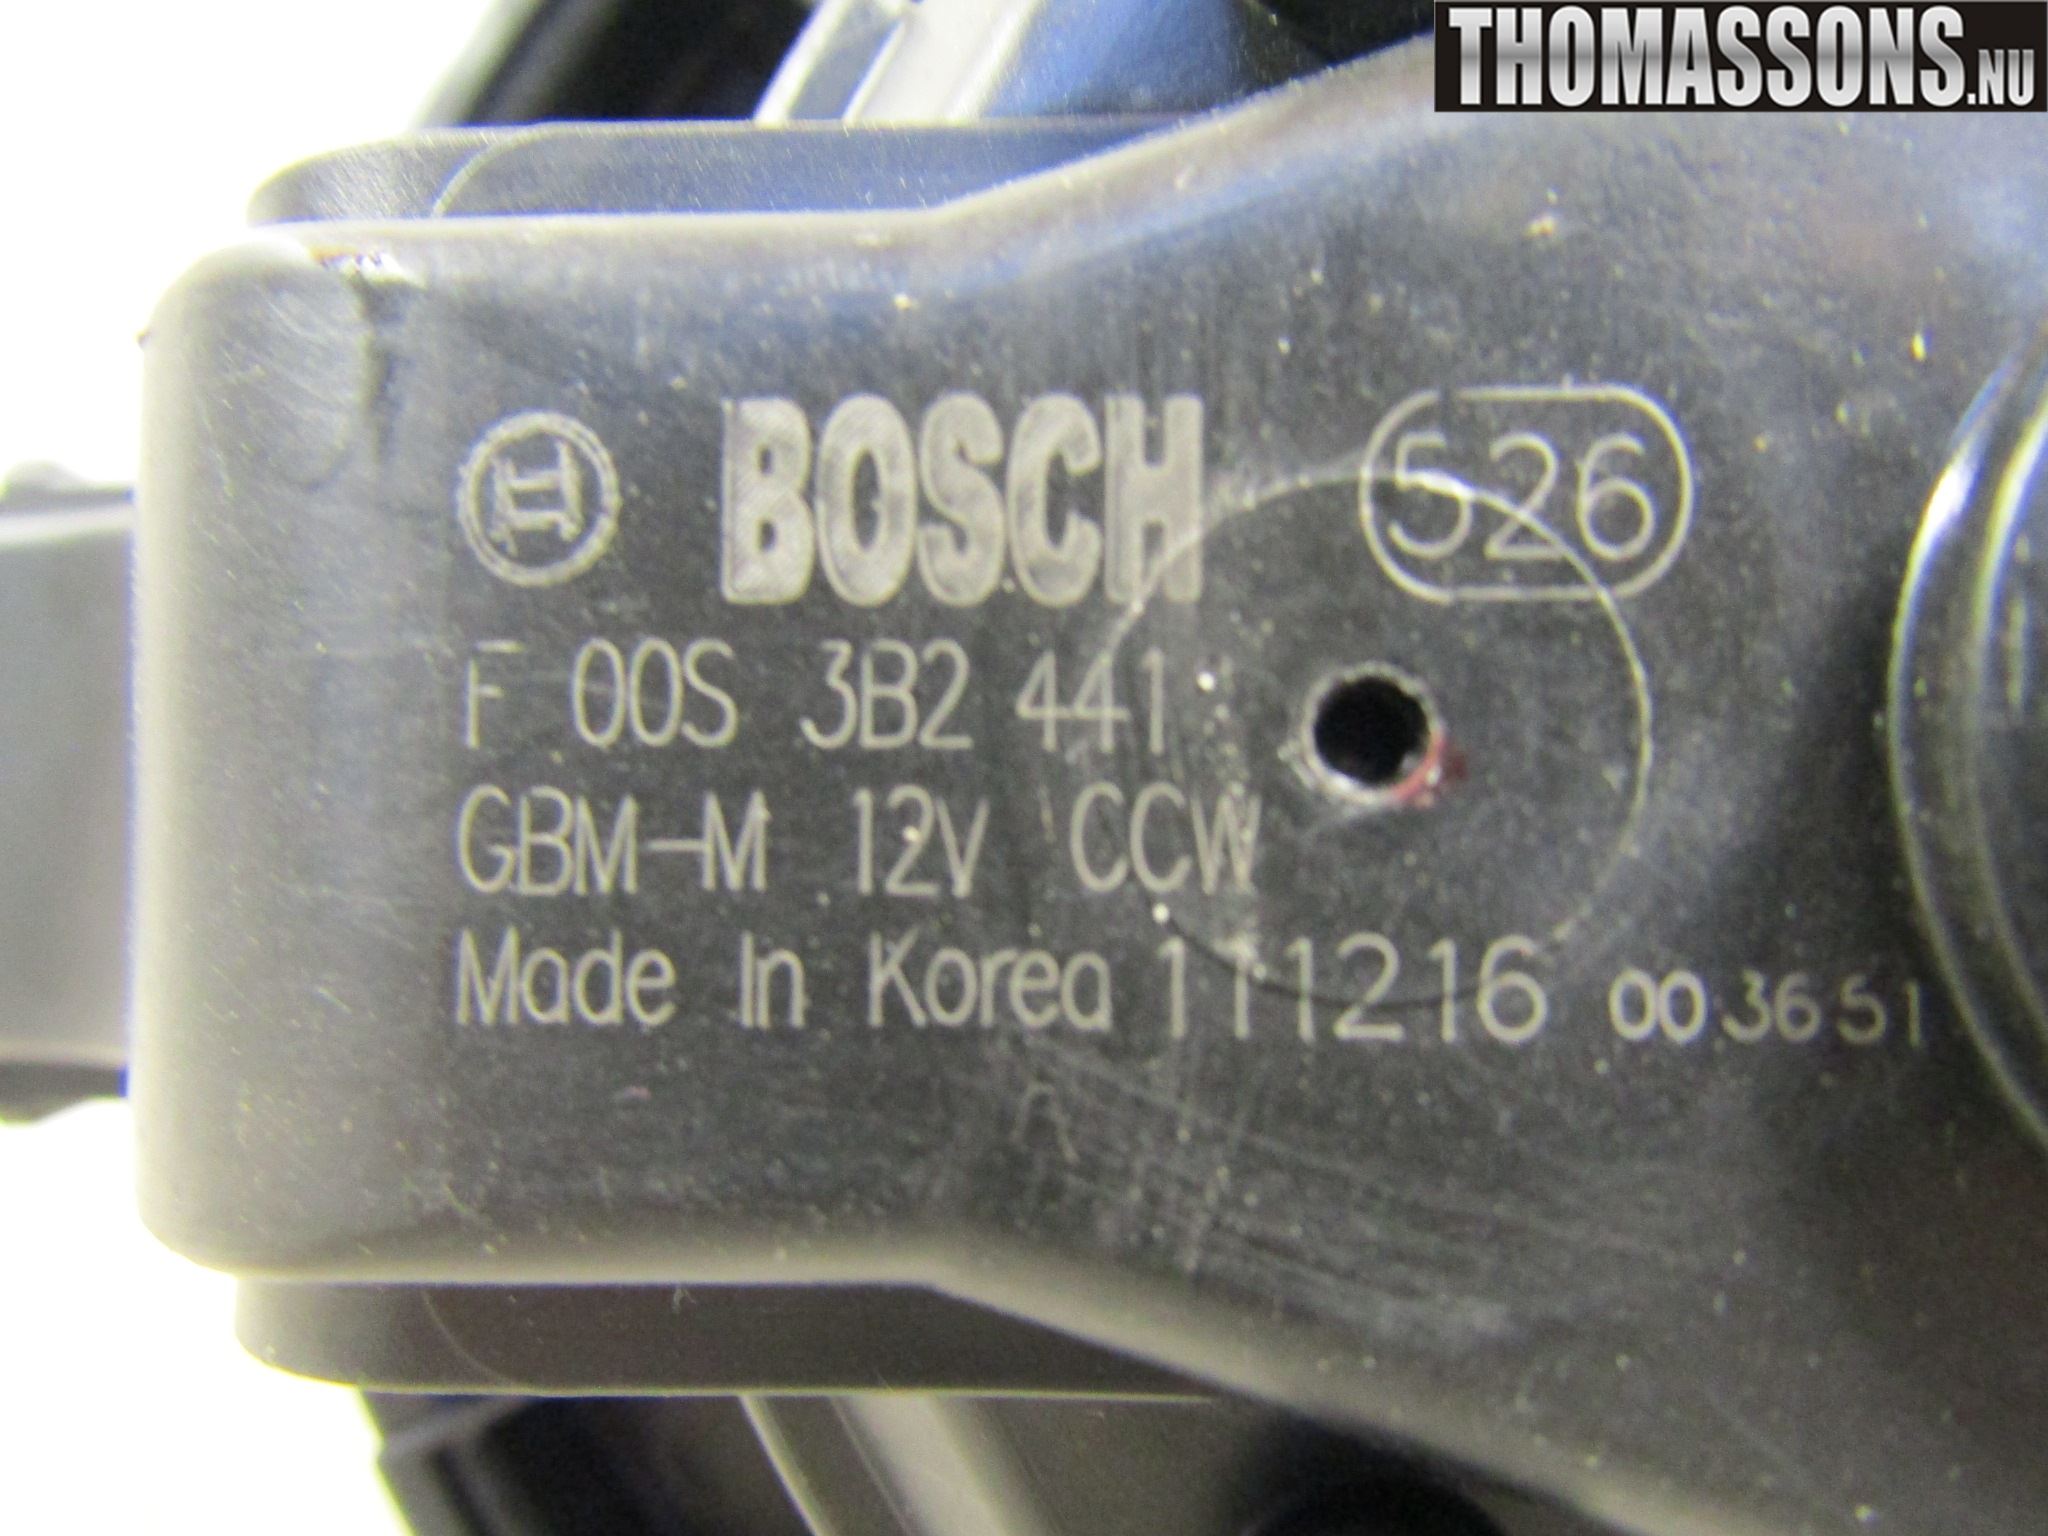 THOMASSONS.NU
BOSCH 526
F 00S 3B2 441
GBM-M 12V CCW
Made In Korea 111216 003651